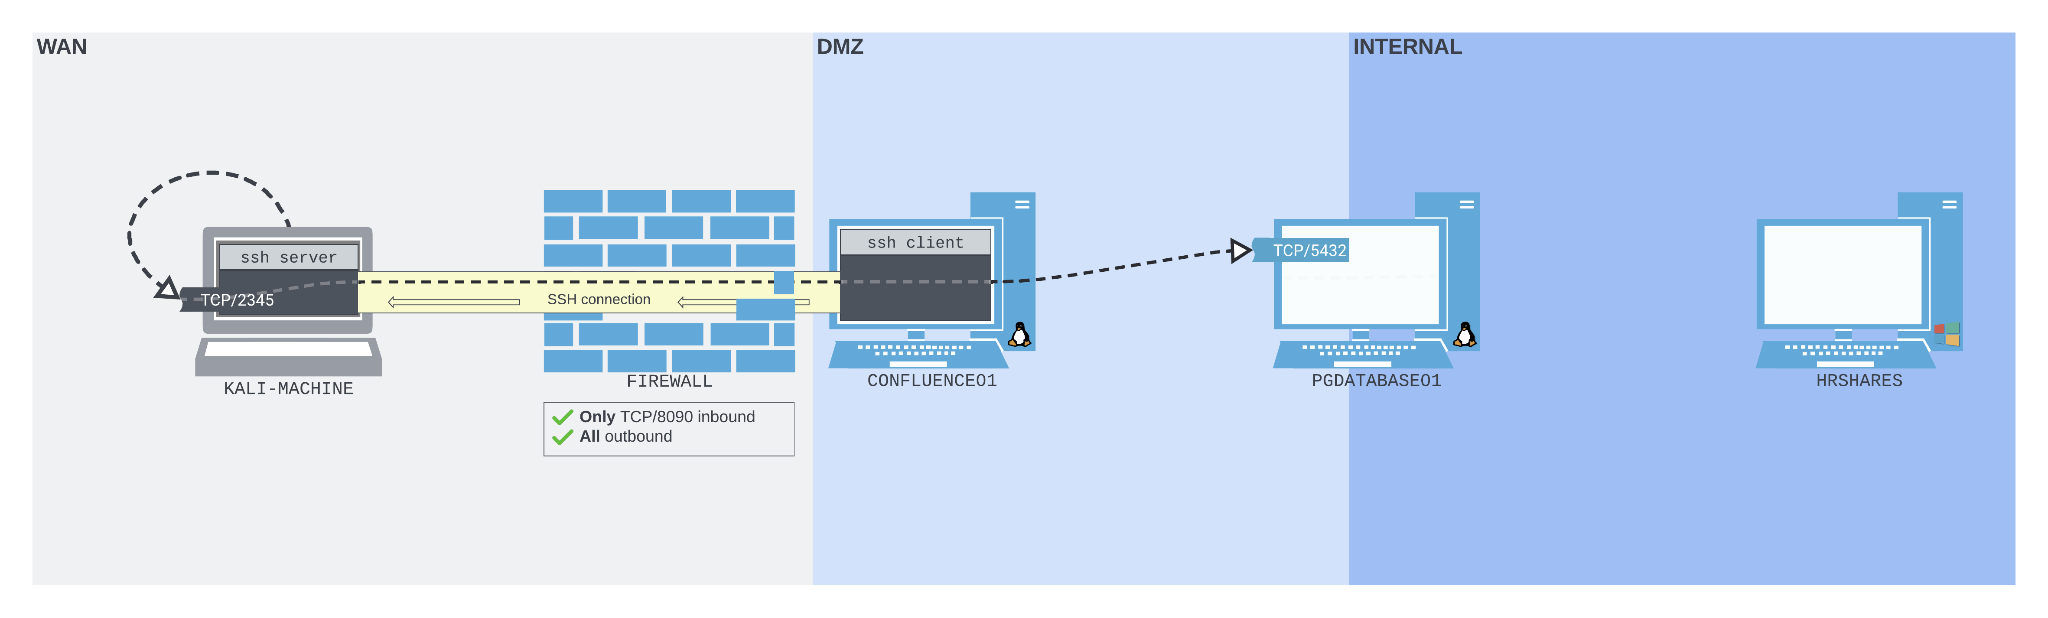 WAN
DMZ
INTERNAL
ssh server
TCP/2345
SSH connection
ssh client
TCP/5432
KALI-MACHINE
FIREWALL
CONFLUENCE01
PGDATABASE01
HRSHARES
Only TCP/8090 inbound
All outbound